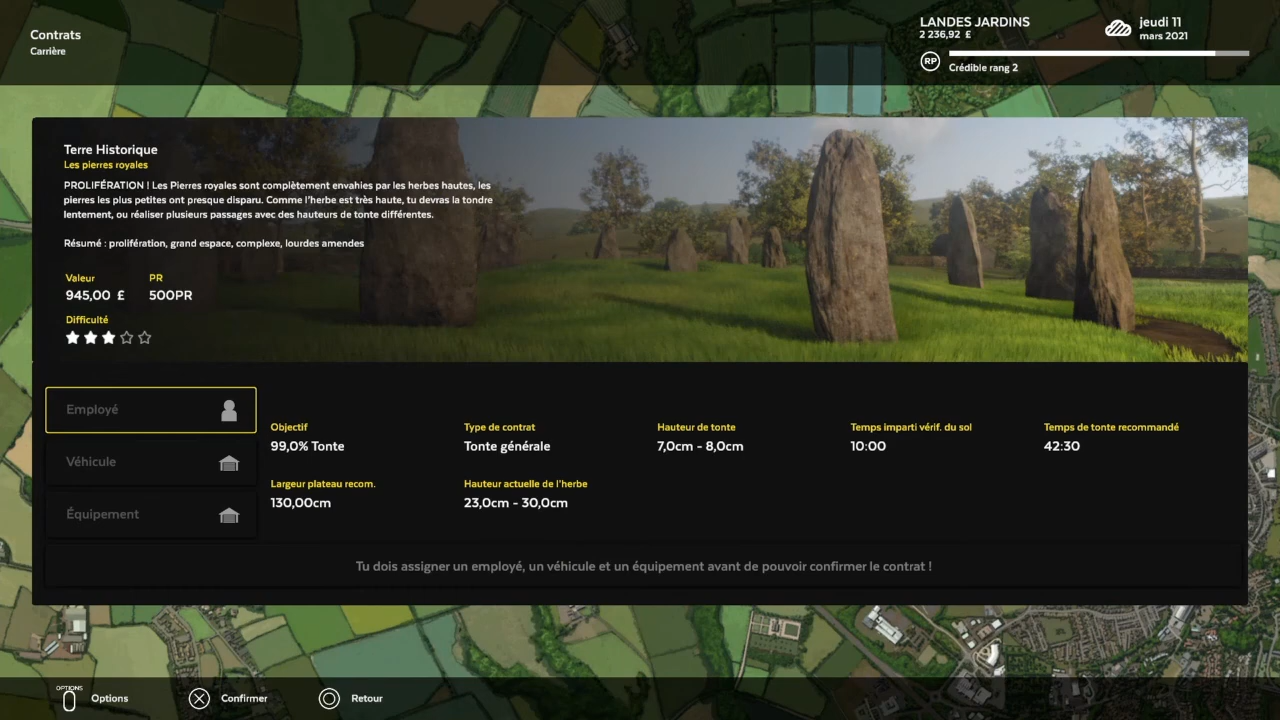 Contrats
Carrière
LANDES JARDINS
2 236,92 £
jeudi 11
mars 2021
RP
Crédible rang 2
Terre Historique
Les pierres royales
PROLIFÉRATION ! Les Pierres royales sont complètement envahies par les herbes hautes, les
pierres les plus petites ont presque disparu. Comme l'herbe est très haute, tu devras la tondre
lentement, ou réaliser plusieurs passages avec des hauteurs de tonte différentes.
Résumé : prolifération, grand espace, complexe, lourdes amendes
Valeur PR
945,00 £ 500PR
Difficulté
Employé
Véhicule
Équipement
Objectif Type de contrat Hauteur de tonte Temps imparti vérif. du sol Temps de tonte recommandé
99,0% Tonte Tonte générale 7,0cm - 8,0cm 10:00 42:30
Largeur plateau recom. Hauteur actuelle de l'herbe
130,00cm 23,0cm - 30,0cm
Tu dois assigner un employé, un véhicule et un équipement avant de pouvoir confirmer le contrat !
OPTIONS Options Confirmer Retour